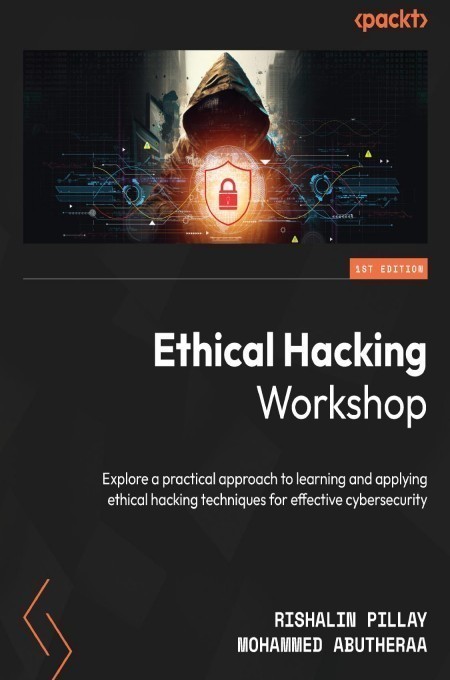 <packt>
1ST EDITION
Ethical Hacking
Workshop
Explore a practical approach to learning and applying
ethical hacking techniques for effective cybersecurity
RISHALIN PILLAY
MOHAMMED ABUTHERAA